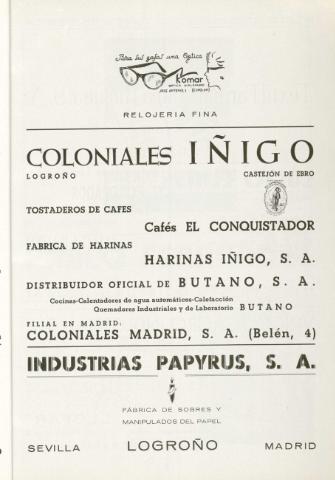 Para sus gafas una Optica
Komar
RELOJERIA FINA
COLONIALES IÑIGO
LOGROÑO CASTEJÓN DE EBRO
TOSTADEROS DE CAFES
Cafés EL CONQUISTADOR
FABRICA DE HARINAS
HARINAS IÑIGO, S. A.
DISTRIBUIDOR OFICIAL DE BUTANO, S. A.
Cocinas-Calentadores de agua automáticos-Calefacción
Quemadores Industriales y de Laboratorio BUTANO
FILIAL EN MADRID:
COLONIALES MADRID, S. A. (Belén, 4)
INDUSTRIAS PAPYRUS, S. A.
FÁBRICA DE SOBRES Y
MANIPULADOS DEL PAPEL
SEVILLA LOGROÑO MADRID